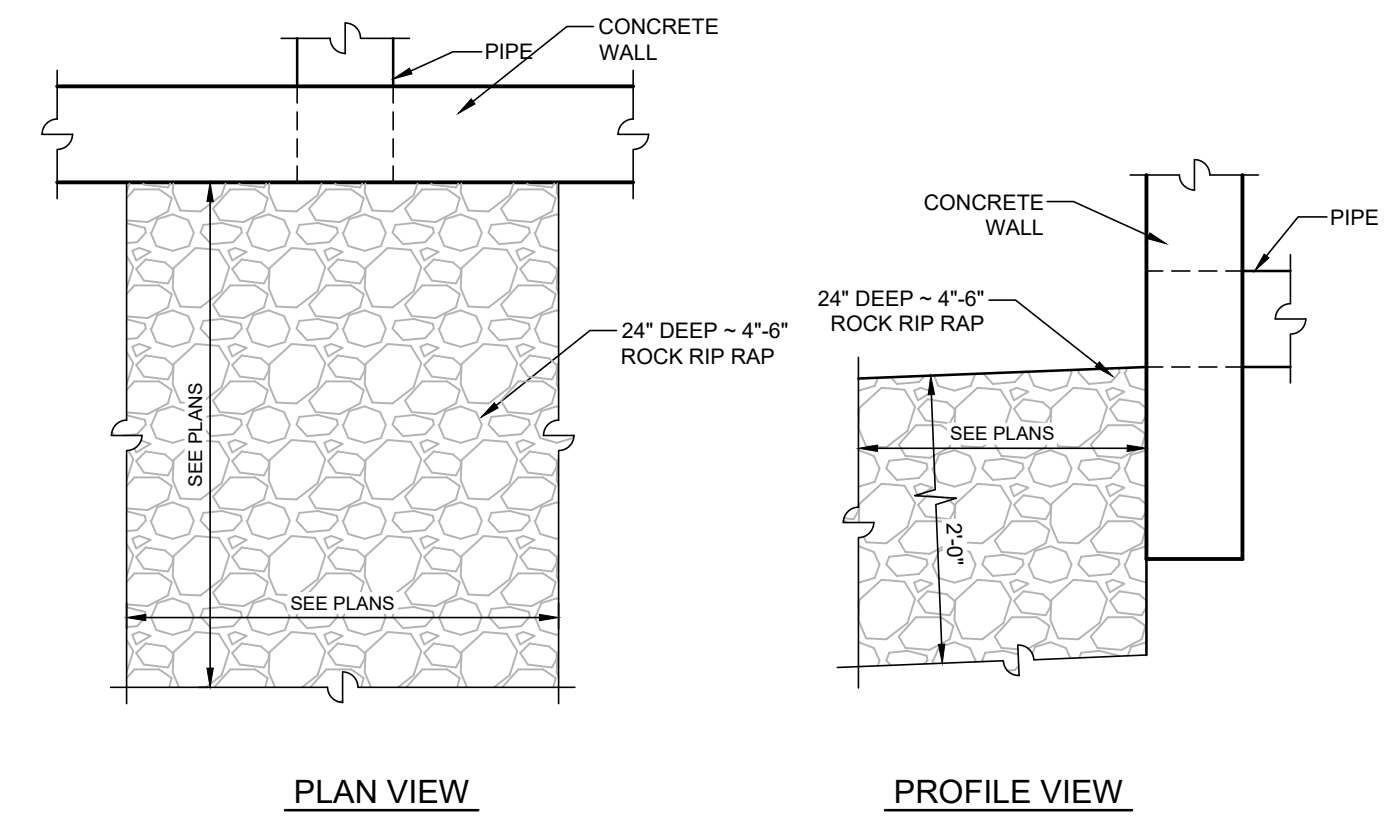 CONCRETE
WALL
PIPE
24" DEEP ~ 4"-6"
ROCK RIP RAP
SEE PLANS
SEE PLANS
PLAN VIEW
CONCRETE
WALL
PIPE
24" DEEP ~ 4"-6"
ROCK RIP RAP
SEE PLANS
2'-0"
PROFILE VIEW